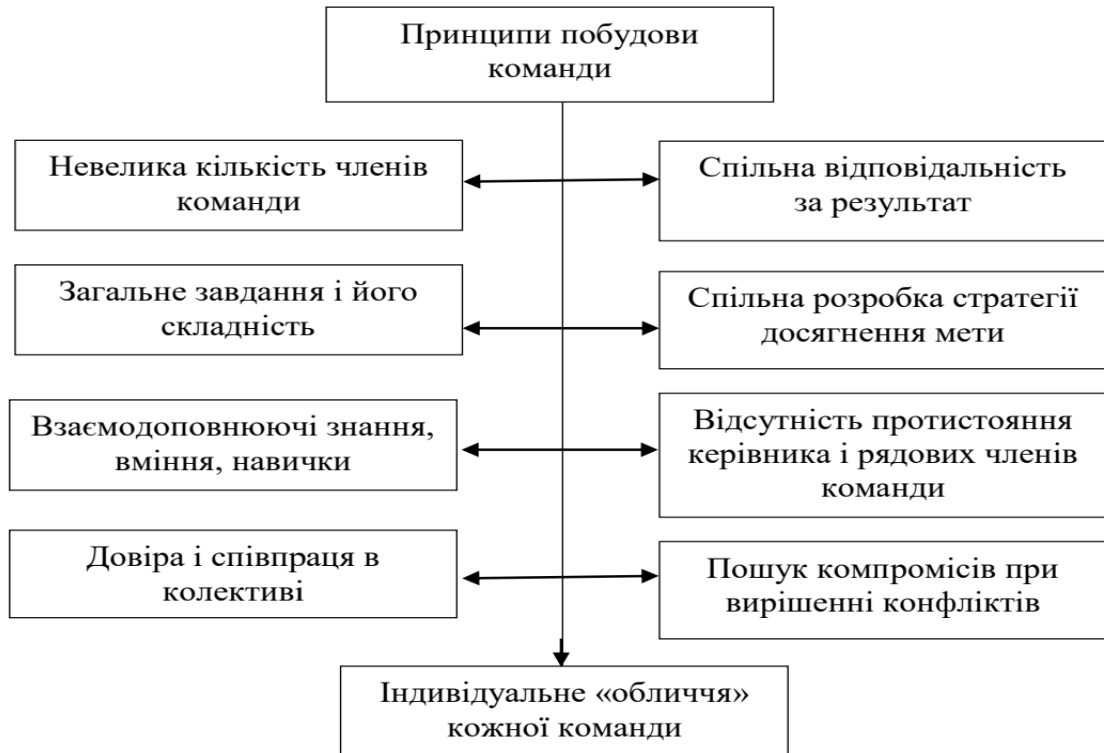 Принципи побудови
команди
Невелика кількість членів
команди
Спільна відповідальність
за результат
Загальне завдання і його
складність
Спільна розробка стратегії
досягнення мети
Взаємодоповнюючі знання,
вміння, навички
Відсутність протистояння
керівника і рядових членів
команди
Довіра і співпраця в
колективі
Пошук компромісів при
вирішенні конфліктів
Індивідуальне «обличчя»
кожної команди